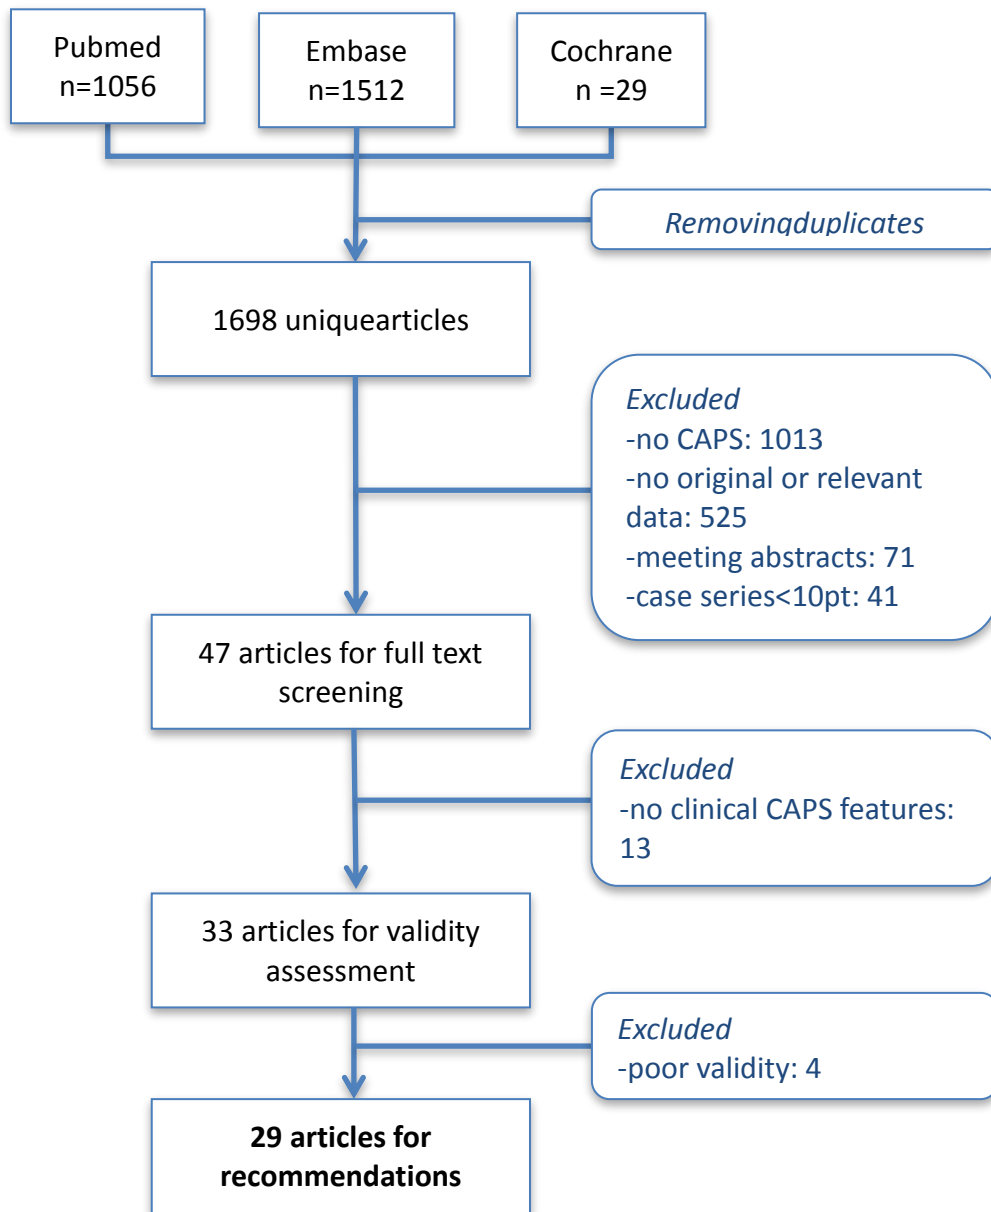 Pubmed
n=1056
Embase
n=1512
Cochrane
n =29
Removingduplicates
1698 uniquearticles
Excluded
-no CAPS: 1013
-no original or relevant
data: 525
-meeting abstracts: 71
-case series<10pt: 41
47 articles for full text
screening
Excluded
-no clinical CAPS features:
13
33 articles for validity
assessment
Excluded
-poor validity: 4
29 articles for
recommendations